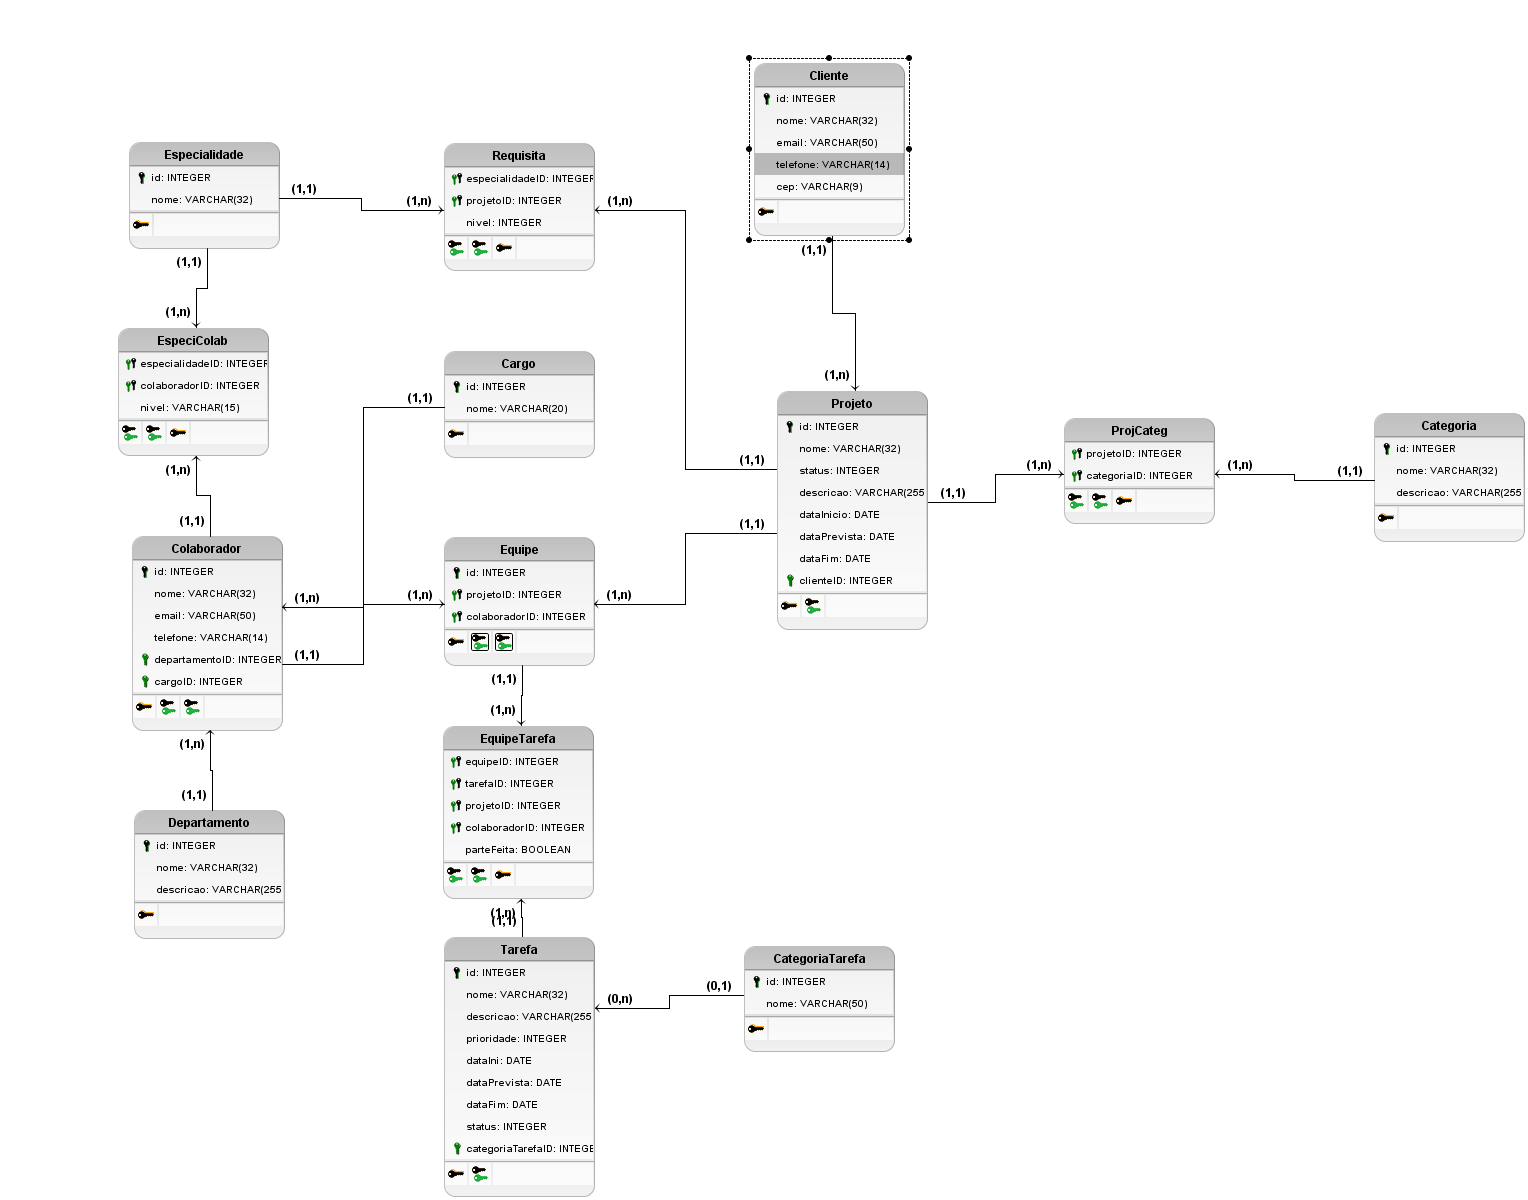 Cliente
id: INTEGER
nome: VARCHAR(32)
email: VARCHAR(50)
telefone: VARCHAR(14)
cep: VARCHAR(9)
(1,1)
(1,n)
Especialidade
id: INTEGER
nome: VARCHAR(32)
(1,1)
(1,n)
(1,1)
(1,n)
Requisita
especialidadeID: INTEGER
projetoID: INTEGER
nivel: INTEGER
(1,n)
(1,1)
EspeciColab
especialidadeID: INTEGER
colaboradorID: INTEGER
nivel: VARCHAR(15)
(1,n)
(1,1)
Cargo
id: INTEGER
nome: VARCHAR(20)
(1,1)
(1,n)
Projeto
id: INTEGER
nome: VARCHAR(32)
status: INTEGER
descricao: VARCHAR(255
dataInicio: DATE
dataPrevista: DATE
dataFim: DATE
clienteID: INTEGER
(1,1)
(1,n)
ProjCateg
projetoID: INTEGER
categoriaID: INTEGER
(1,n)
(1,1)
Categoria
id: INTEGER
nome: VARCHAR(32)
descricao: VARCHAR(255
Colaborador
id: INTEGER
nome: VARCHAR(32)
email: VARCHAR(50)
telefone: VARCHAR(14)
departamentoID: INTEGER
cargoID: INTEGER
(1,1)
(1,n)
Equipe
id: INTEGER
projetoID: INTEGER
colaboradorID: INTEGER
(1,n)
(1,1)
(1,1)
(1,n)
(1,n)
(1,1)
Departamento
id: INTEGER
nome: VARCHAR(32)
descricao: VARCHAR(255
EquipeTarefa
equipeID: INTEGER
tarefaID: INTEGER
projetoID: INTEGER
colaboradorID: INTEGER
parteFeita: BOOLEAN
(1,n)
(1,1)
Tarefa
id: INTEGER
nome: VARCHAR(32)
descricao: VARCHAR(255
prioridade: INTEGER
dataIni: DATE
dataPrevista: DATE
dataFim: DATE
status: INTEGER
categoriaTarefaID: INTEGE
(0,n)
(0,1)
CategoriaTarefa
id: INTEGER
nome: VARCHAR(50)